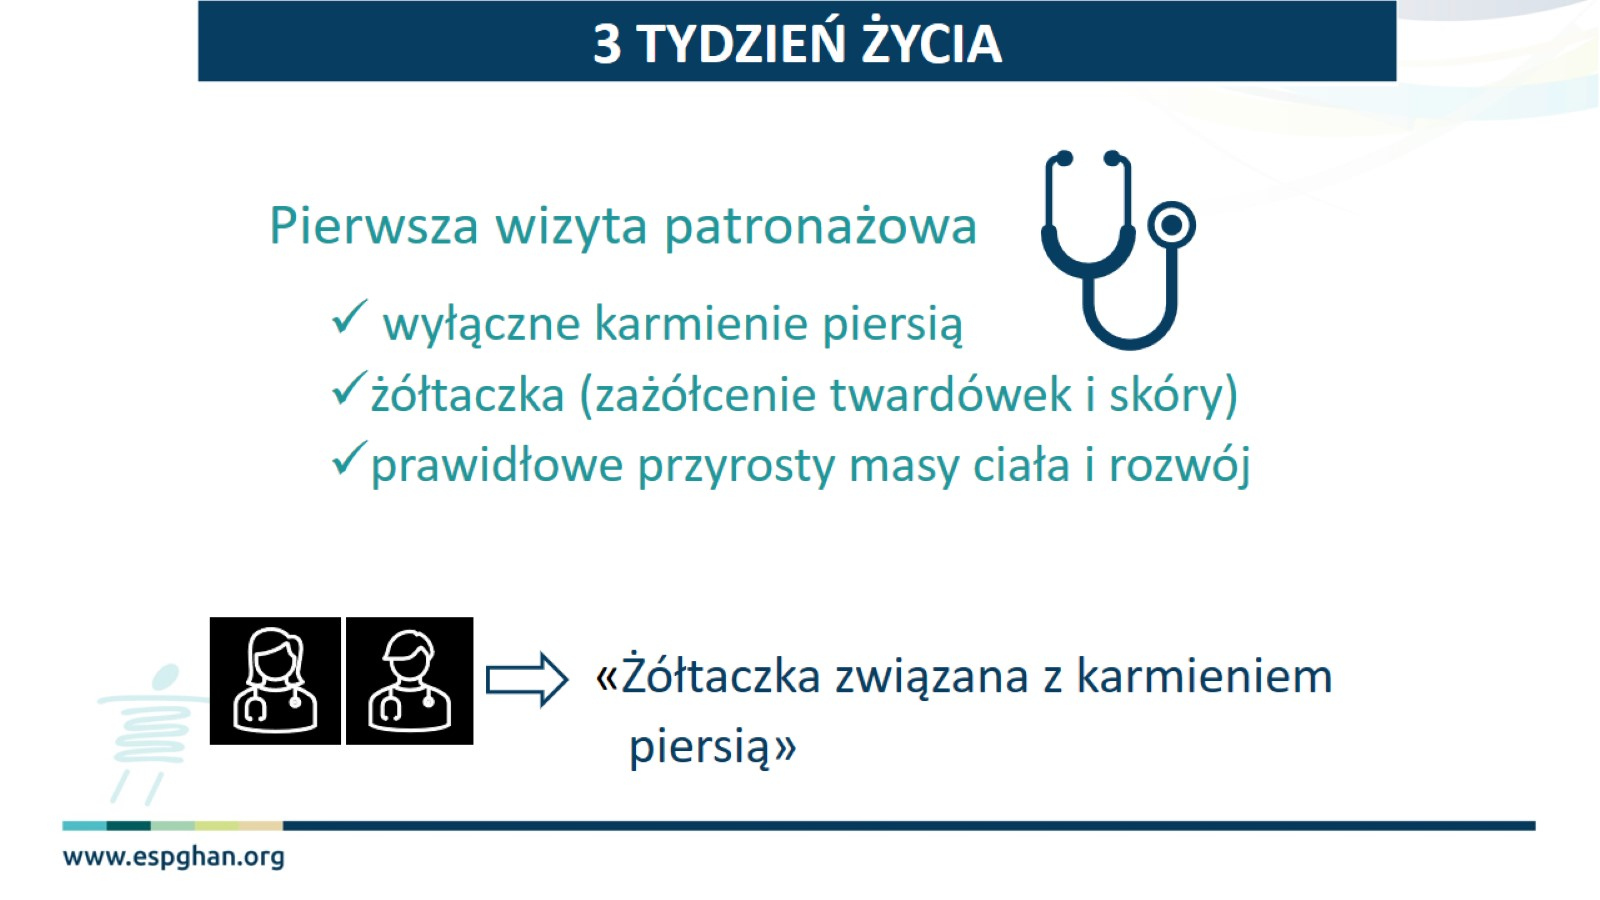 3 TYDZIEŃ ŻYCIA
Pierwsza wizyta patronażowa
✓ wyłączne karmienie piersią
✓żółtaczka (zażółcenie twardówek i skóry)
✓prawidłowe przyrosty masy ciała i rozwój
«Żółtaczka związana z karmieniem
piersią»
www.espghan.org